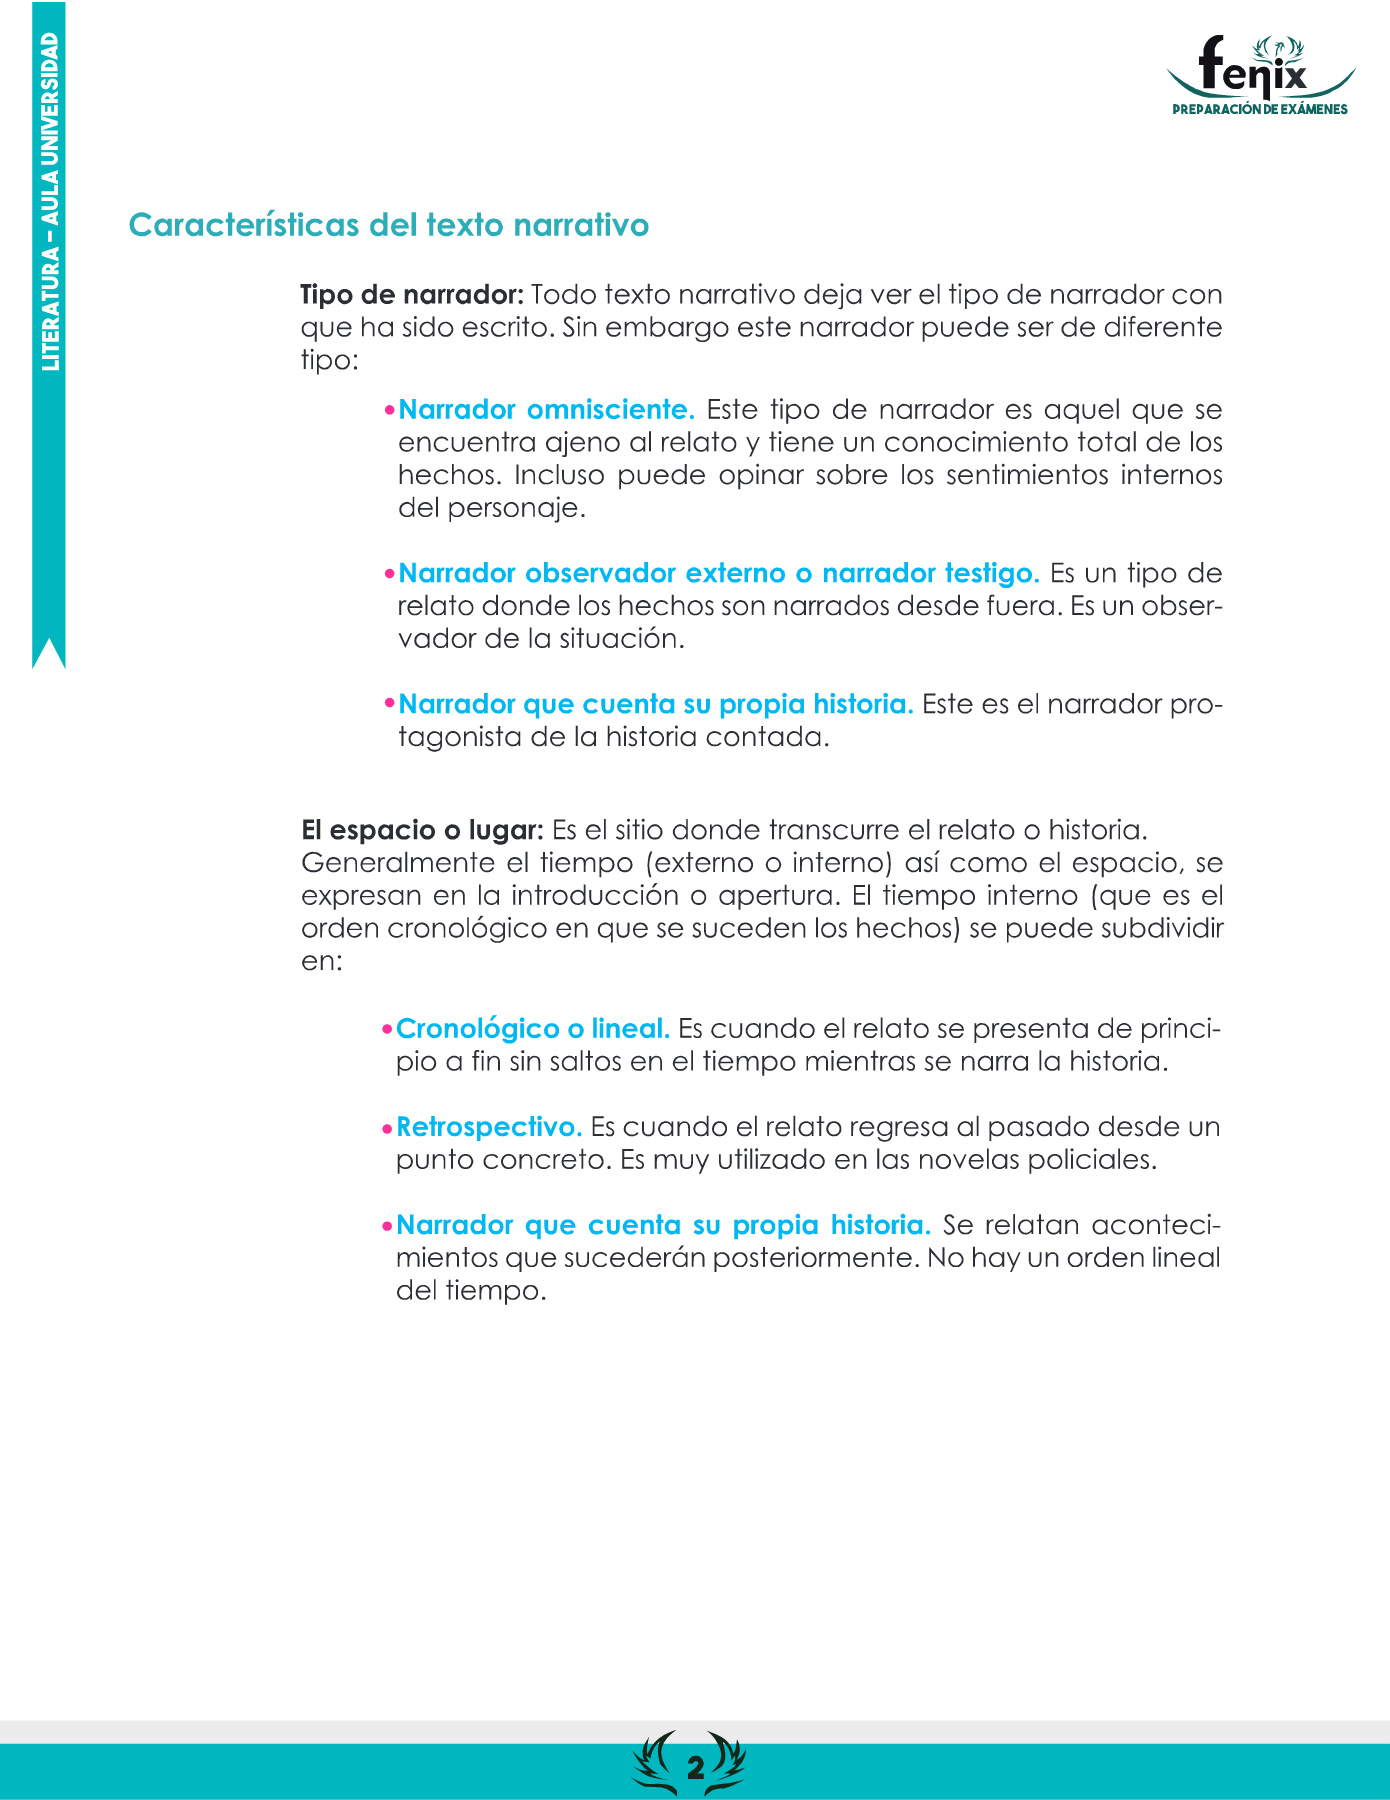 LITERATURA – AULA UNIVERSIDAD
fenix
PREPARACIÓN DE EXÁMENES
Características del texto narrativo
Tipo de narrador: Todo texto narrativo deja ver el tipo de narrador con
que ha sido escrito. Sin embargo este narrador puede ser de diferente
tipo:
•Narrador omnisciente. Este tipo de narrador es aquel que se
encuentra ajeno al relato y tiene un conocimiento total de los
hechos. Incluso puede opinar sobre los sentimientos internos
del personaje.
•Narrador observador externo o narrador testigo. Es un tipo de
relato donde los hechos son narrados desde fuera. Es un obser-
vador de la situación.
•Narrador que cuenta su propia historia. Este es el narrador pro-
tagonista de la historia contada.
El espacio o lugar: Es el sitio donde transcurre el relato o historia.
Generalmente el tiempo (externo o interno) así como el espacio, se
expresan en la introducción o apertura. El tiempo interno (que es el
orden cronológico en que se suceden los hechos) se puede subdividir
en:
•Cronológico o lineal. Es cuando el relato se presenta de princi-
pio a fin sin saltos en el tiempo mientras se narra la historia.
•Retrospectivo. Es cuando el relato regresa al pasado desde un
punto concreto. Es muy utilizado en las novelas policiales.
•Narrador que cuenta su propia historia. Se relatan aconteci-
mientos que sucederán posteriormente. No hay un orden lineal
del tiempo.
2